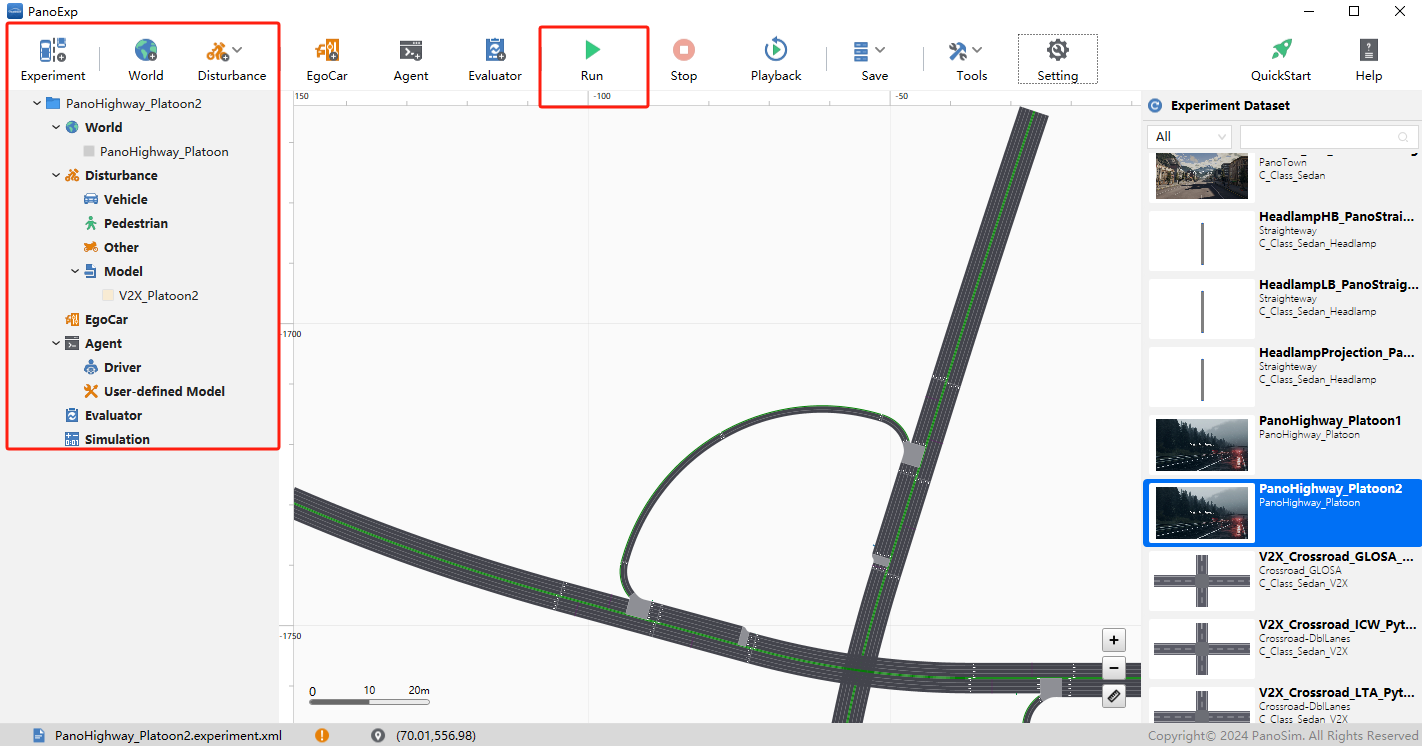 PanoExp
Experiment
World
Disturbance
EgoCar
Agent
Evaluator
Run
Stop
Playback
Save
Tools
Setting
QuickStart
Help
PanoHighway_Platoon2
World
PanoHighway_Platoon
Disturbance
Vehicle
Pedestrian
Other
Model
V2X_Platoon2
EgoCar
Agent
Driver
User-defined Model
Evaluator
Simulation
150
-100
-50
-1700
-1750
0 10 20m
+
−
Experiment Dataset
All
PanoTown
C_Class_Sedan
HeadlampHB_PanoStrai...
Straighteway
C_Class_Sedan_Headlamp
HeadlampLB_PanoStraig...
Straighteway
C_Class_Sedan_Headlamp
HeadlampProjection_Pa...
Straighteway
C_Class_Sedan_Headlamp
PanoHighway_Platoon1
PanoHighway_Platoon
PanoHighway_Platoon2
PanoHighway_Platoon
V2X_Crossroad_GLOSA_...
Crossroad_GLOSA
C_Class_Sedan_V2X
V2X_Crossroad_ICW_Pyt...
Crossroad-DblLanes
C_Class_Sedan_V2X
V2X_Crossroad_LTA_Pyt...
Crossroad-DblLanes
C_Class_Sedan_V2X
PanoHighway_Platoon2.experiment.xml
(70.01,556.98)
Copyright© 2024 PanoSim. All Rights Reserved